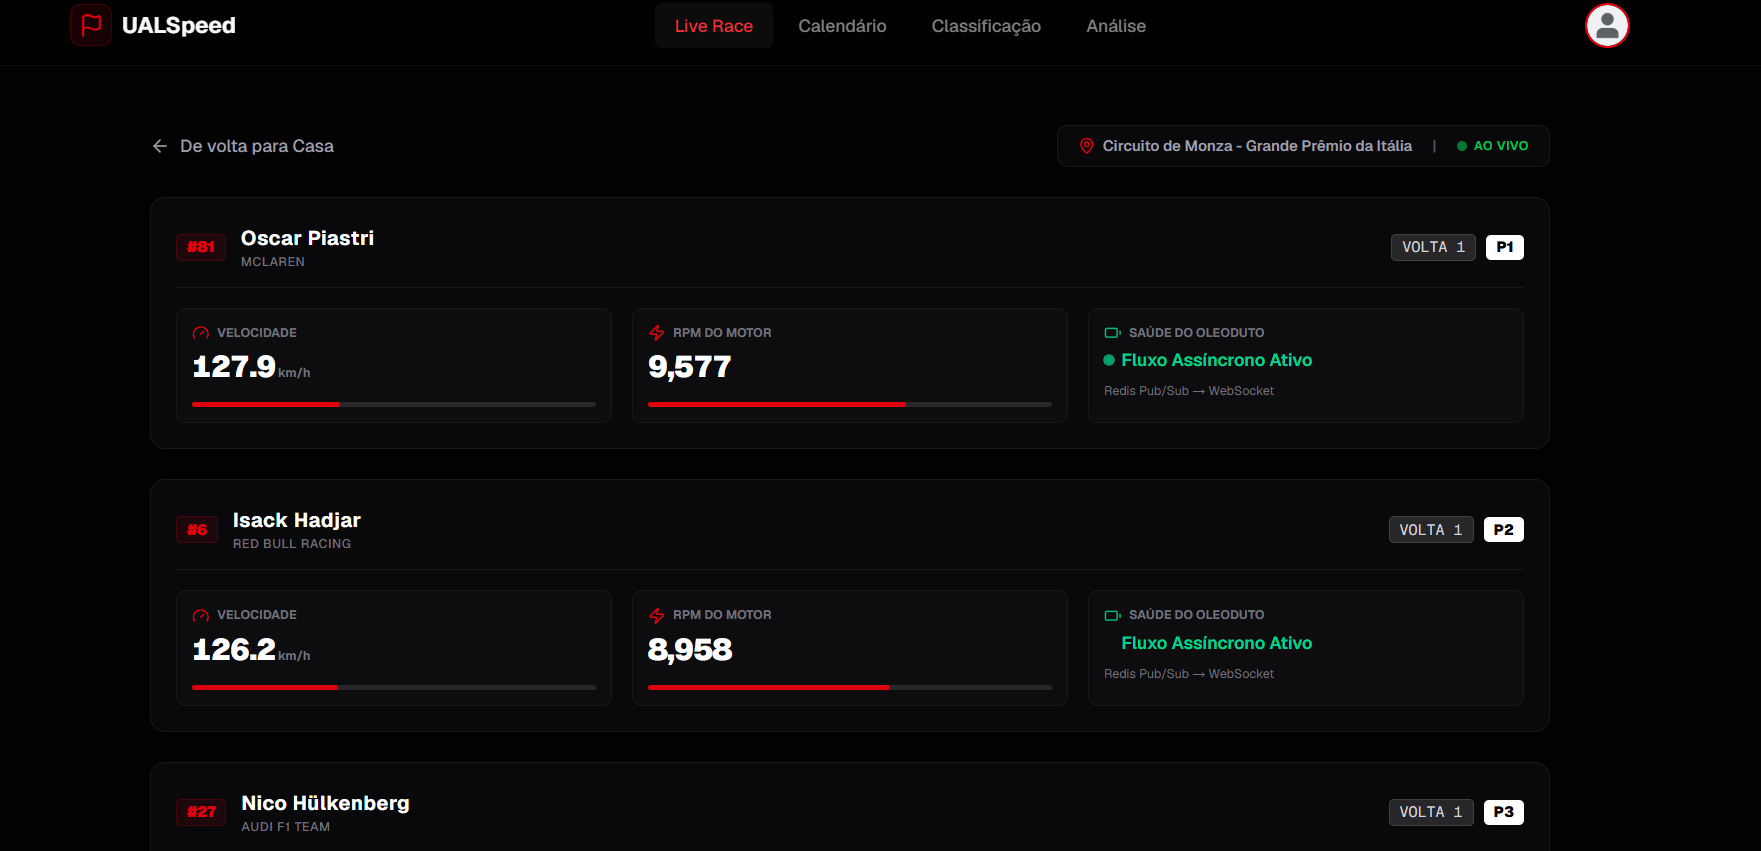 UALSpeed
Live Race
Calendário
Classificação
Análise
← De volta para Casa
Circuito de Monza - Grande Prêmio da Itália | AO VIVO
#81
Oscar Piastri
MCLAREN
VOLTA 1
P1
VELOCIDADE
127.9 km/h
RPM DO MOTOR
9,577
SAÚDE DO OLEODUTO
Fluxo Assíncrono Ativo
Redis Pub/Sub → WebSocket
#6
Isack Hadjar
RED BULL RACING
VOLTA 1
P2
VELOCIDADE
126.2 km/h
RPM DO MOTOR
8,958
SAÚDE DO OLEODUTO
Fluxo Assíncrono Ativo
Redis Pub/Sub → WebSocket
#27
Nico Hülkenberg
AUDI F1 TEAM
VOLTA 1
P3